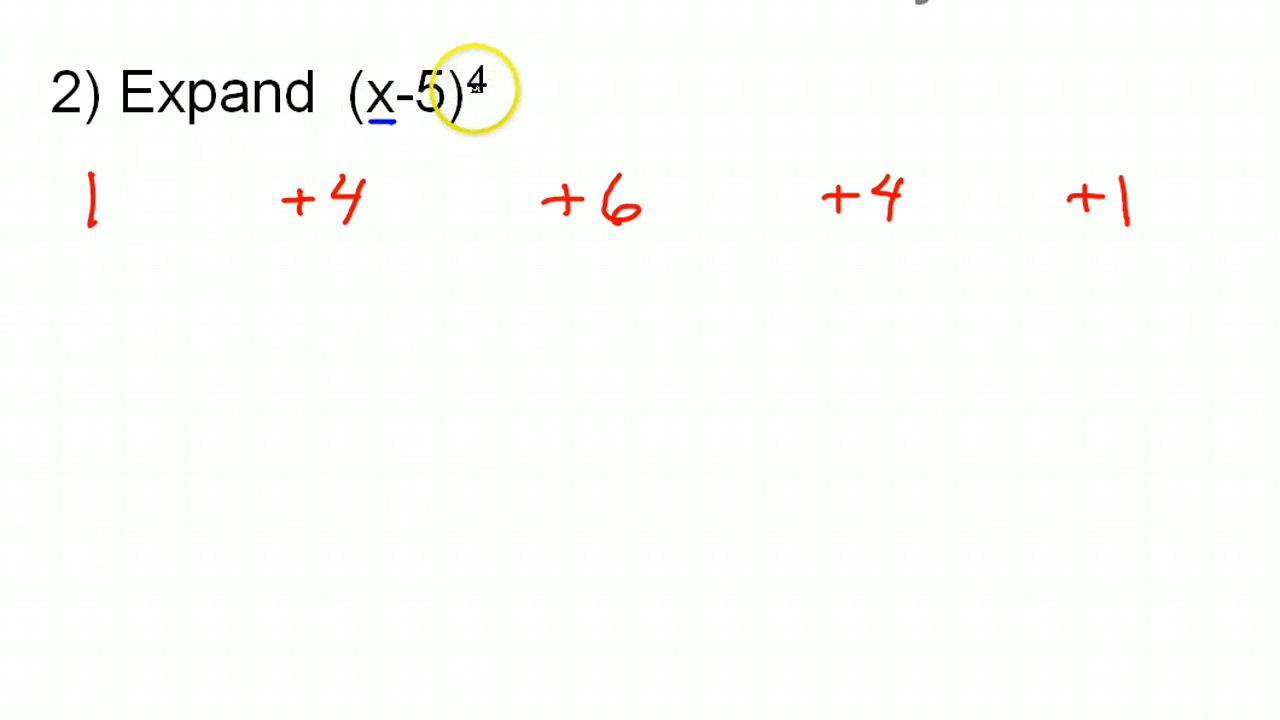 2) Expand (x-5)⁴
1 +4 +6 +4 +1